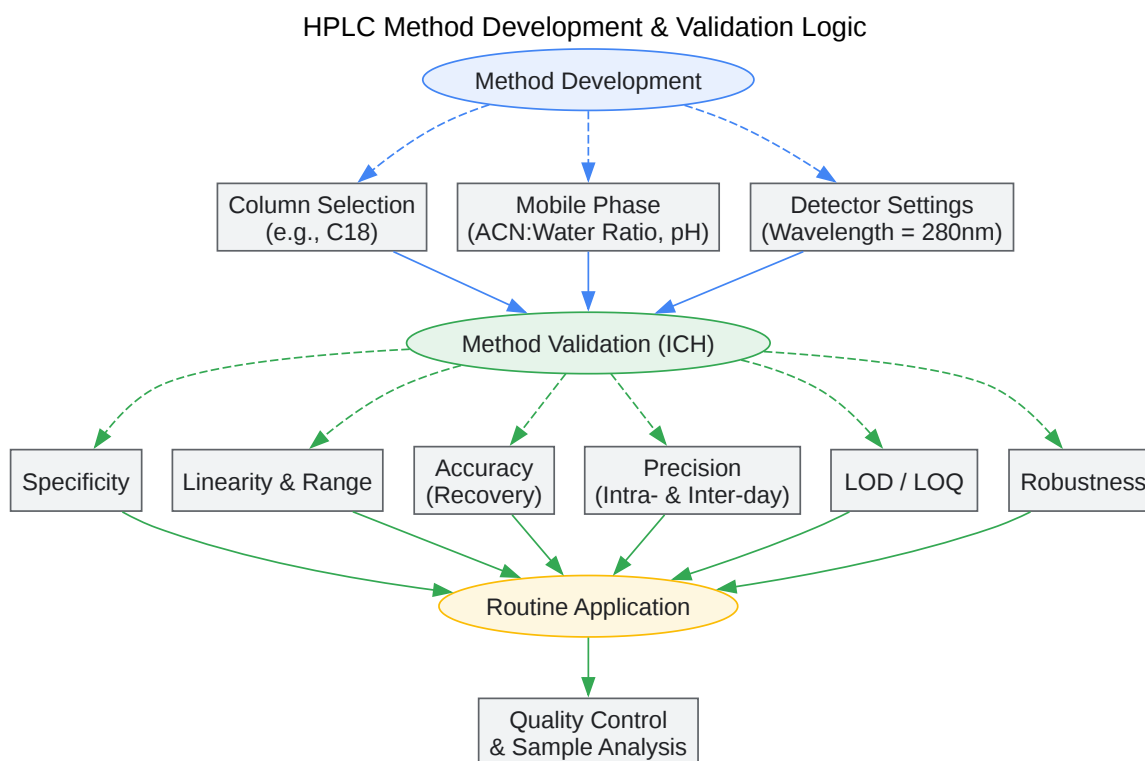 HPLC Method Development & Validation Logic
Method Development
Column Selection
(e.g., C18)
Mobile Phase
(ACN:Water Ratio, pH)
Detector Settings
(Wavelength = 280nm)
Method Validation (ICH)
Specificity
Linearity & Range
Accuracy
(Recovery)
Precision
(Intra- & Inter-day)
LOD / LOQ
Robustness
Routine Application
Quality Control
& Sample Analysis